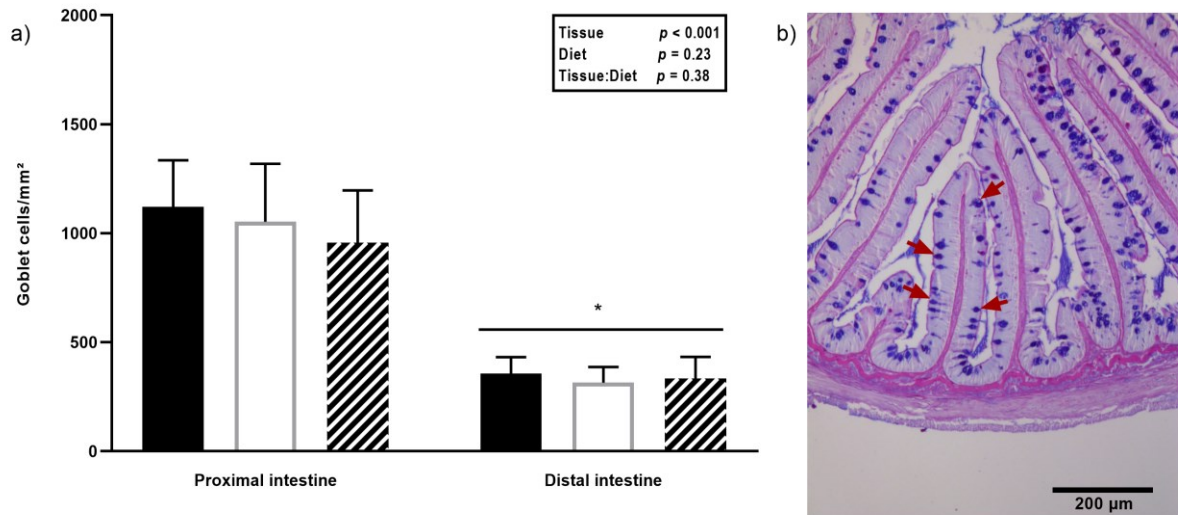 a)
2000
1500
1000
500
0
Goblet cells/mm²
Tissue p < 0.001
Diet p = 0.23
Tissue:Diet p = 0.38
*
Proximal intestine
Distal intestine
b)
200 µm